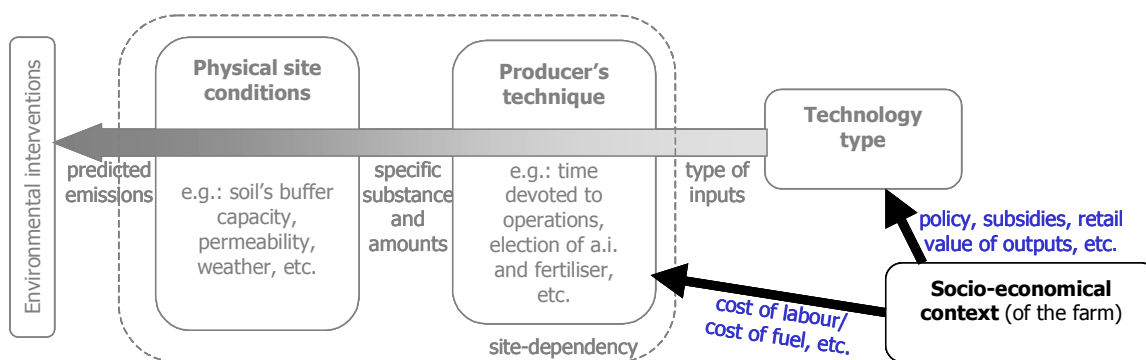 Environmental interventions
Physical site
conditions
e.g.: soil's buffer
capacity,
permeability,
weather, etc.
Producer's
technique
e.g.: time
devoted to
operations,
election of a.i.
and fertiliser,
etc.
Technology
type
predicted
emissions
specific
substance
and
amounts
type of
inputs
policy, subsidies, retail
value of outputs, etc.
Socio-economical
context (of the farm)
cost of labour/
cost of fuel, etc.
site-dependency